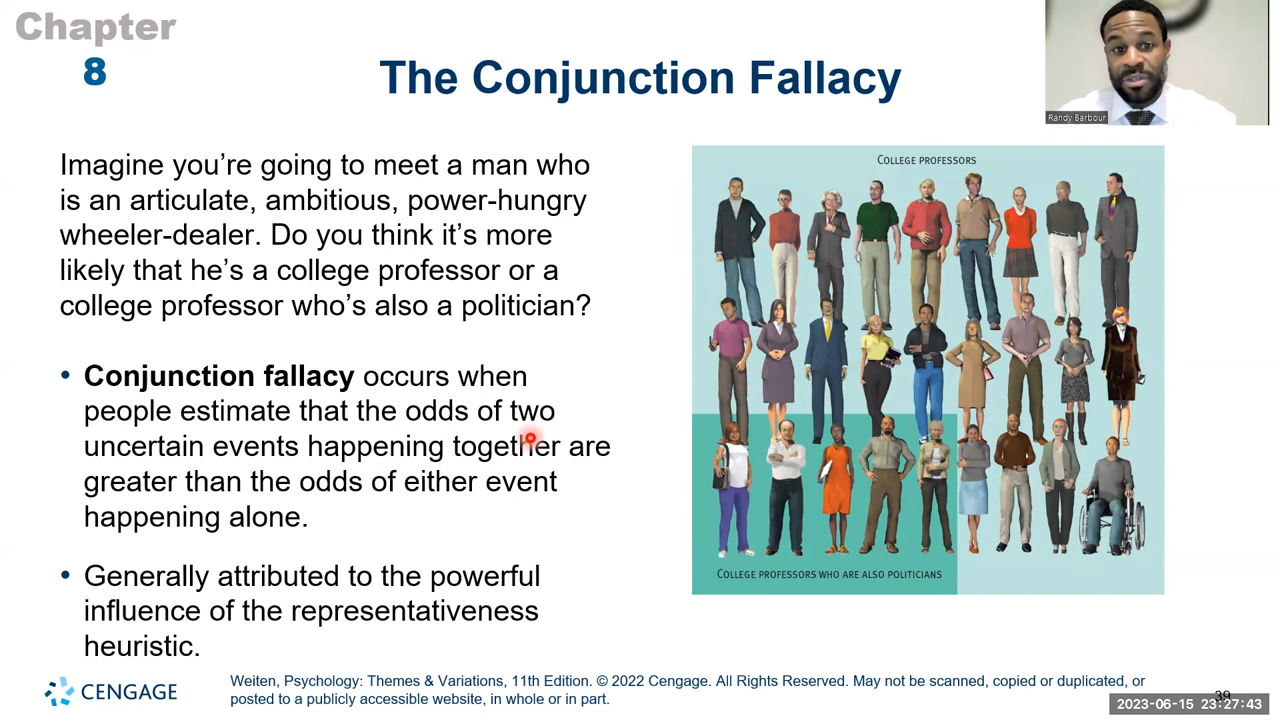 Chapter
8
The Conjunction Fallacy
Randy Barbour
Imagine you're going to meet a man who
is an articulate, ambitious, power-hungry
wheeler-dealer. Do you think it's more
likely that he's a college professor or a
college professor who's also a politician?
• Conjunction fallacy occurs when
people estimate that the odds of two
uncertain events happening together are
greater than the odds of either event
happening alone.
• Generally attributed to the powerful
influence of the representativeness
heuristic.
COLLEGE PROFESSORS
COLLEGE PROFESSORS WHO ARE ALSO POLITICIANS
CENGAGE
Weiten, Psychology: Themes & Variations, 11th Edition. © 2022 Cengage. All Rights Reserved. May not be scanned, copied or duplicated, or
posted to a publicly accessible website, in whole or in part.
39
2023-06-15 23:27:43